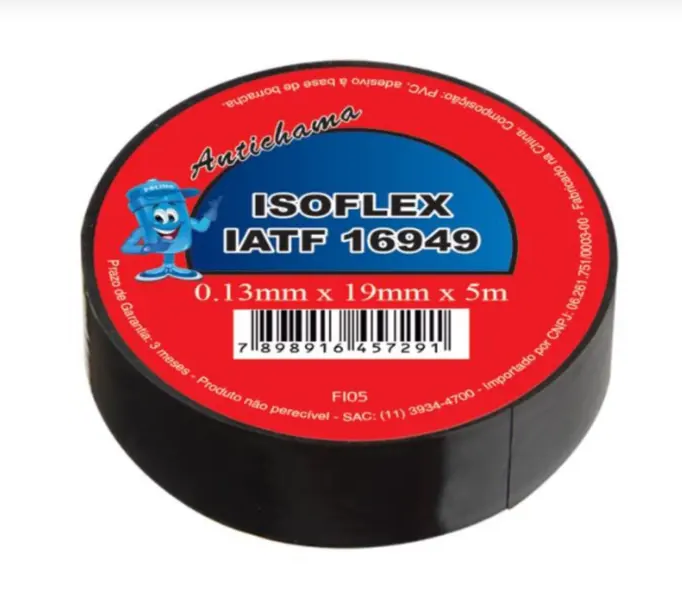 Antichama
PALINI
ISOFLEX
IATF 16949
0.13mm x 19mm x 5m
7 898916 457291
FI05
Prazo de Garantia: 3 meses - Produto não perecível - SAC: (11) 3934-4700 - Importado por CNPJ: 06.261.751/0003-00 - Fabricado na China. Composição: PVC, adesivo à base de borracha.